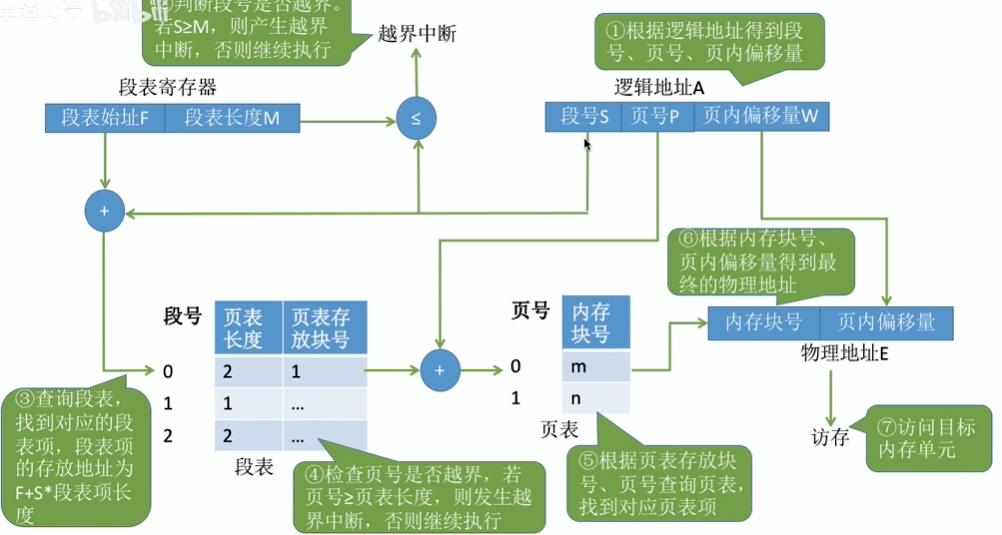 bilibili
②判断段号是否越界。
若S≥M，则产生越
界中断，否则继续执行
越界中断
①根据逻辑地址得到段
号、页号、页内偏移量
段表寄存器
段表始址F
段表长度M
≤
逻辑地址A
段号S
页号P
页内偏移量W
+
⑥根据内存块号、
页内偏移量得到最
终的物理地址
段号
页表
长度
页表存
放块号
0
2
1
1
1
...
2
2
...
段表
+
页号
内存
块号
0
m
1
n
页表
内存块号
页内偏移量
物理地址E
访存
⑦访问目标
内存单元
③查询段表，
找到对应的段
表项，段表项
的存放地址为
F+S*段表项长
度
④检查页号是否越界，若
页号≥页表长度，则发生越
界中断，否则继续执行
⑤根据页表存放块
号、页号查询页表，
找到对应页表项